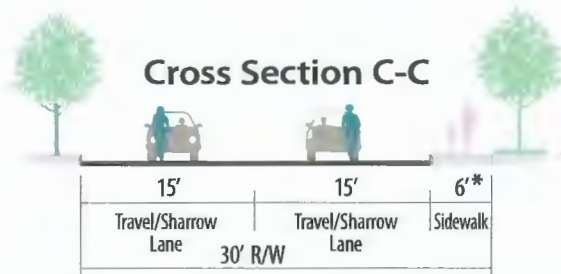 Cross Section C-C
15' 15' 6'*
Travel/Sharrow Lane Travel/Sharrow Lane Sidewalk
30' R/W